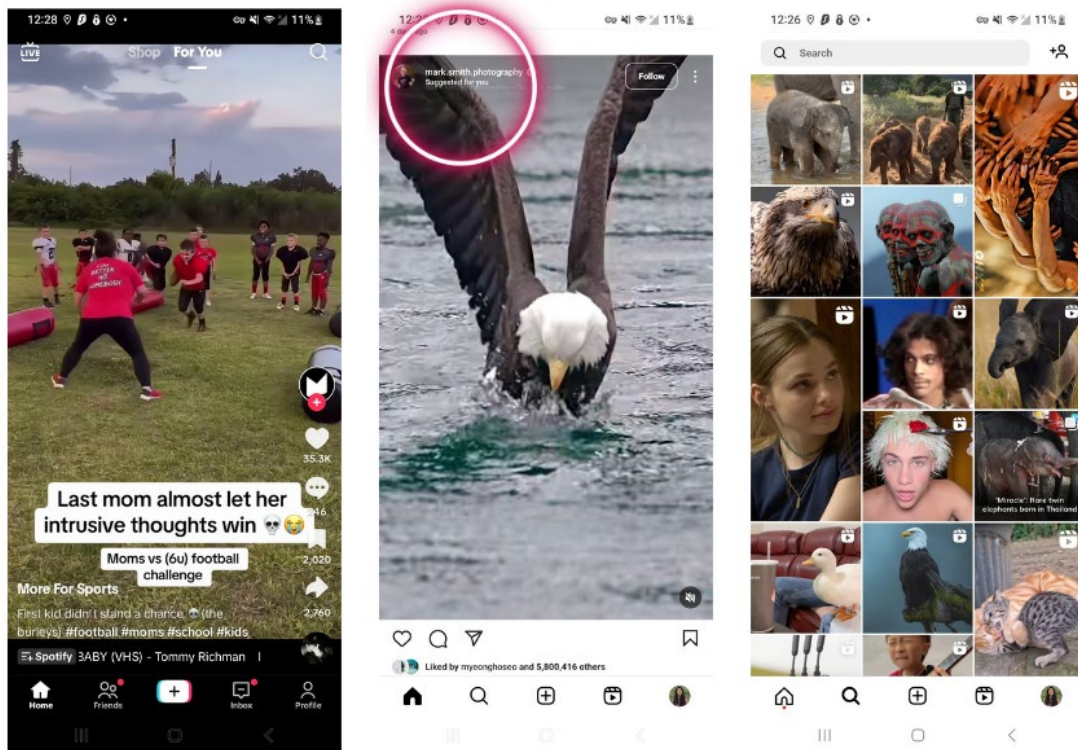 12:28
11%
LIVE
Shop For You
YOU
BETTER
SOMEBODY
35.3K
246
2,020
2,760
Last mom almost let her
intrusive thoughts win 💀😭
Moms vs (6u) football
challenge
More For Sports
First kid didn't stand a chance 💀(the
burleys) #football #moms #school #kids
Spotify BABY (VHS) - Tommy Richman
Home
Friends
Inbox
Profile
11%
mark.smith.photography
Suggested for you
Follow
Liked by myeonghoseo and 5,800,416 others
12:26
11%
Search
"Miracle": Rare twin
elephants born in Thailand